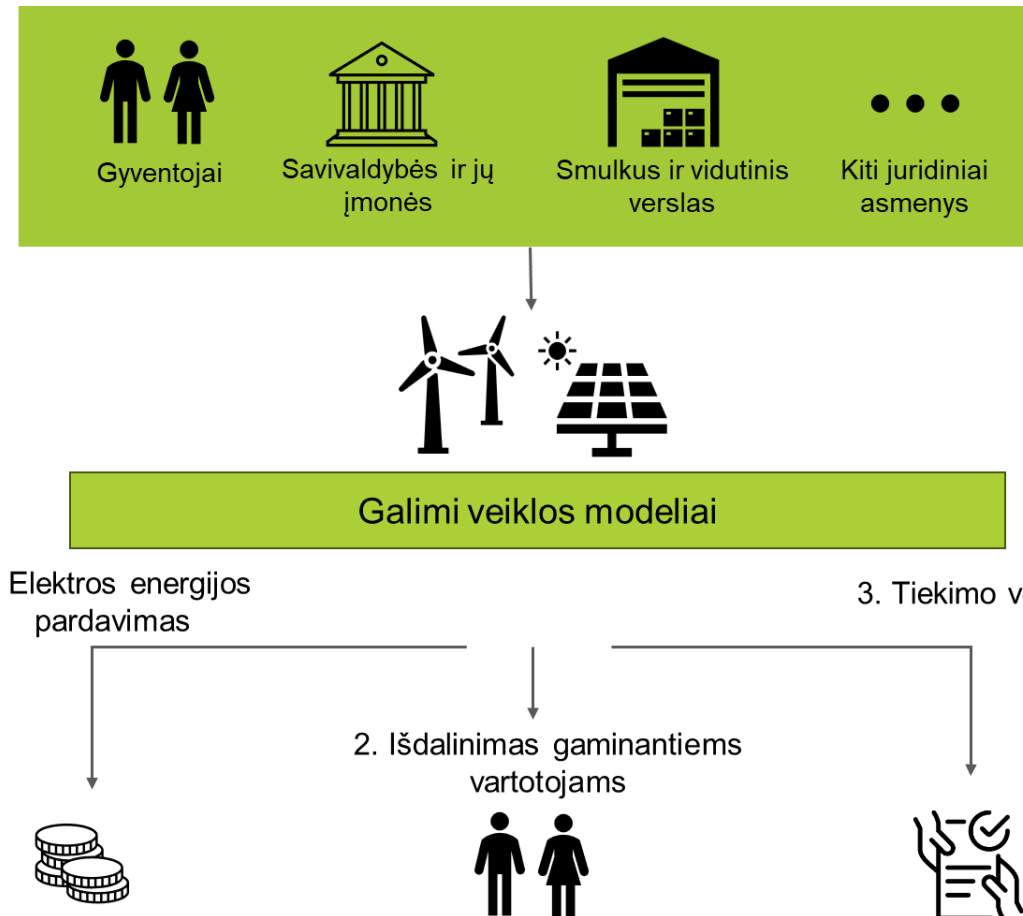 Gyventojai
Savivaldybės ir jų
įmonės
Smulkus ir vidutinis
verslas
Kiti juridiniai
asmenys
Galimi veiklos modeliai
Elektros energijos
pardavimas
3. Tiekimo
2. Išdalinimas gaminantiems
vartotojams